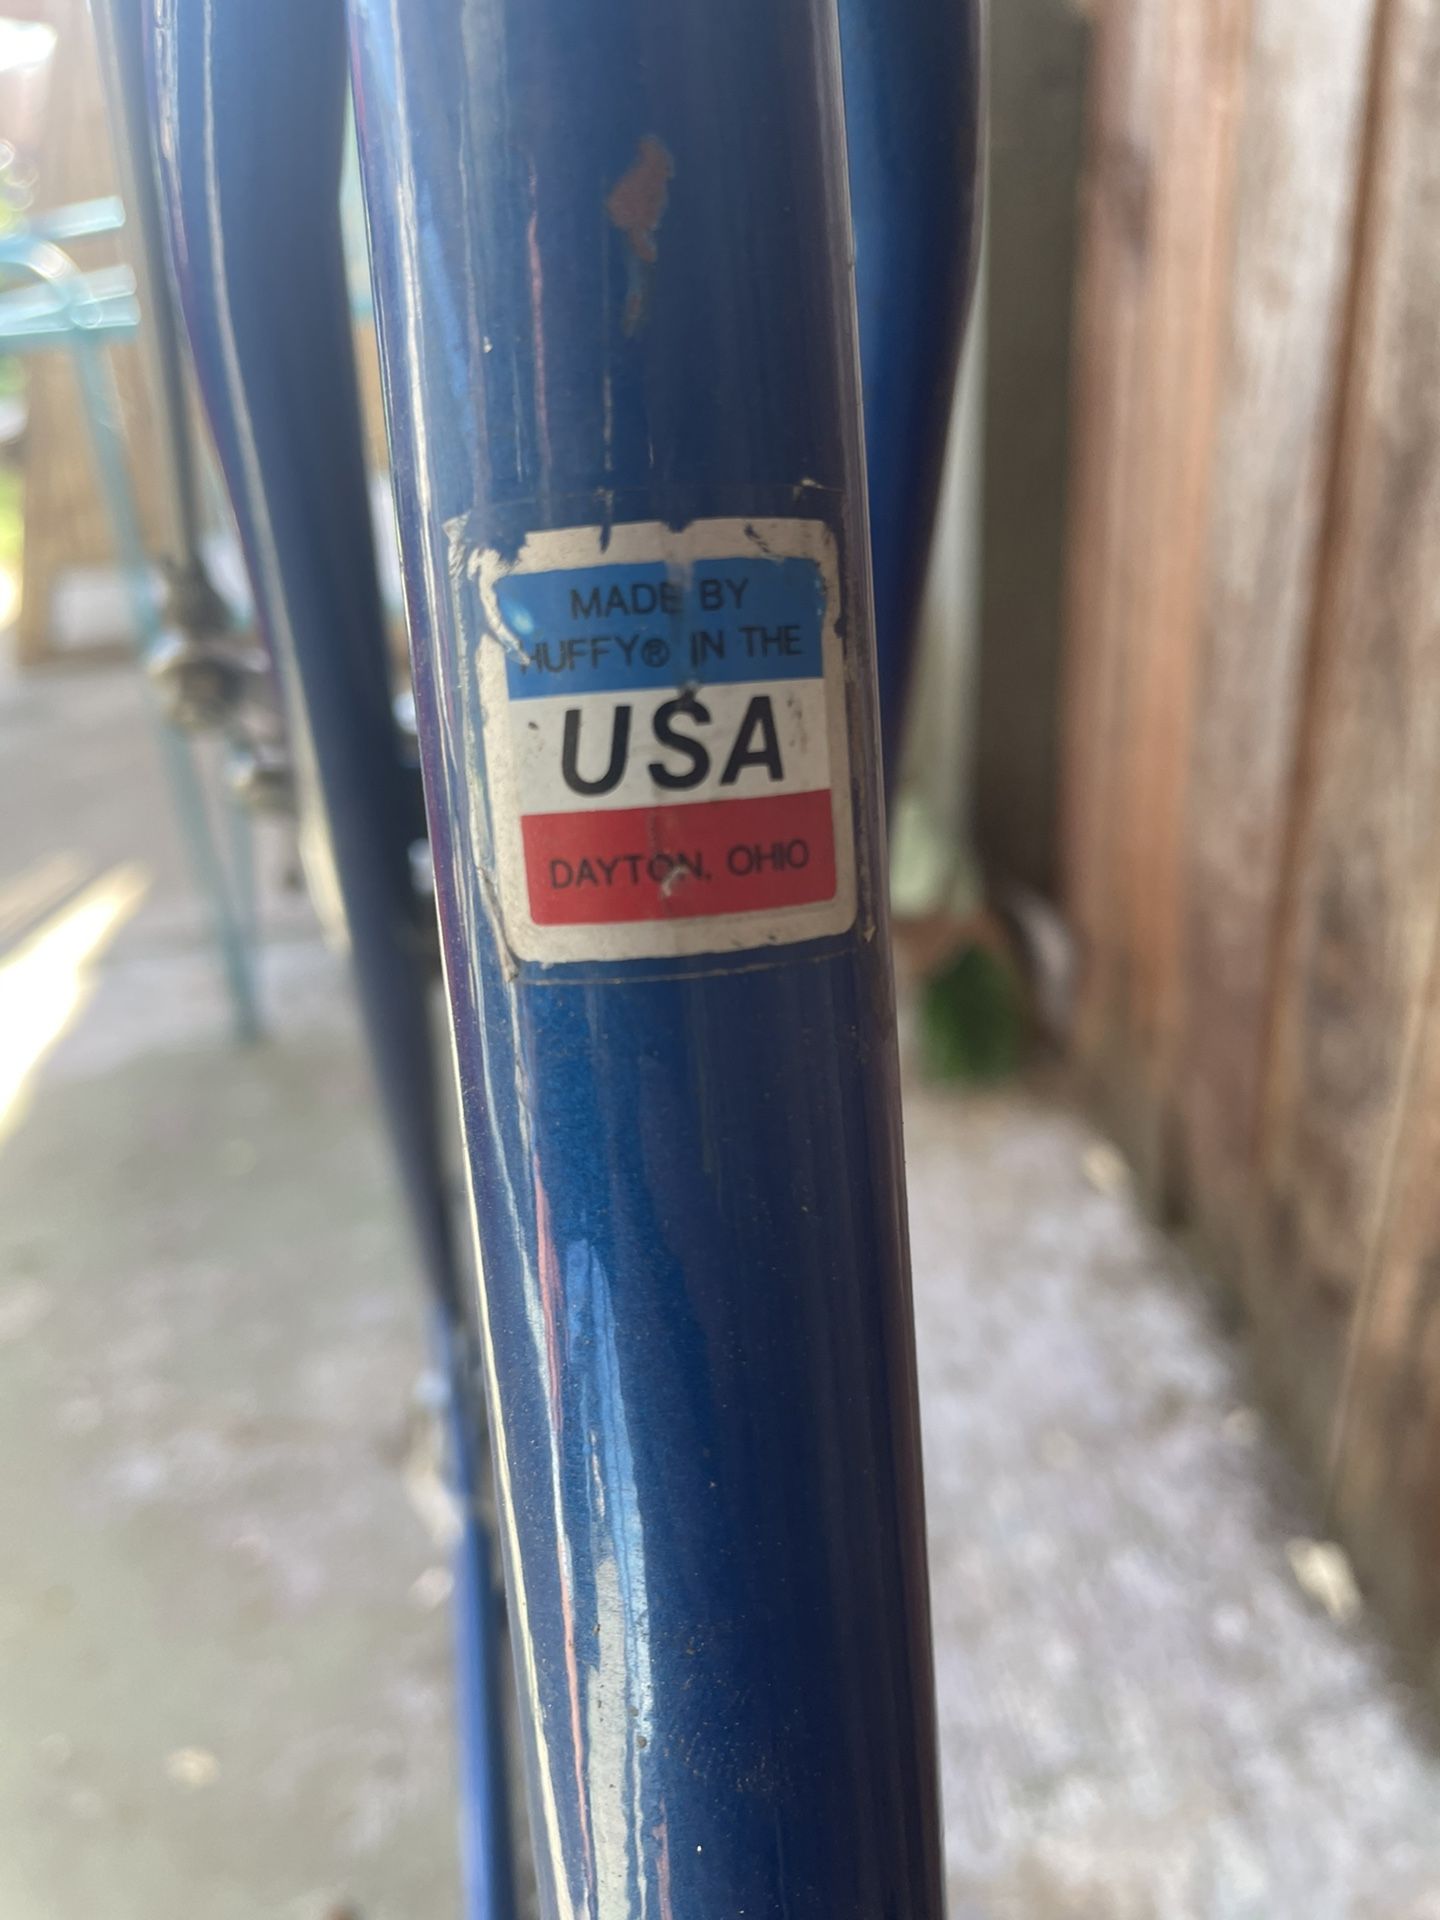 MADE BY
HUFFY® IN THE
USA
DAYTON, OHIO